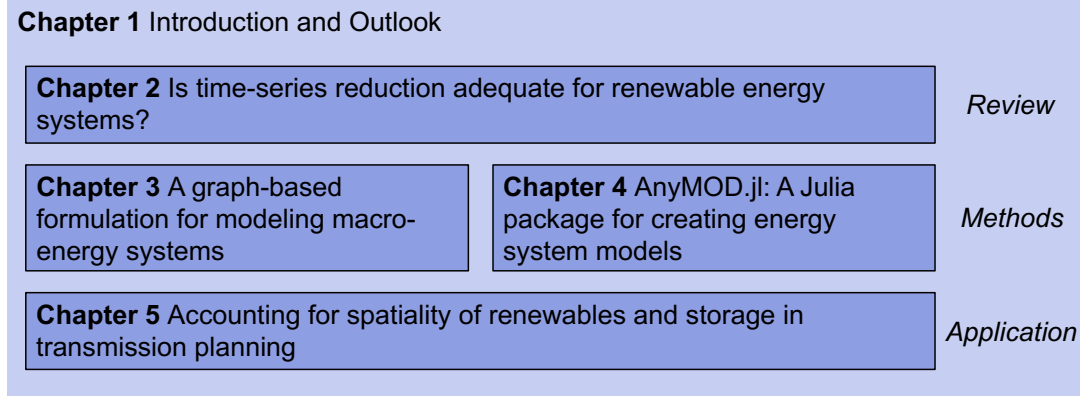 Chapter 1 Introduction and Outlook
Chapter 2 Is time-series reduction adequate for renewable energy
systems?
Review
Chapter 3 A graph-based
formulation for modeling macro-
energy systems
Chapter 4 AnyMOD.jl: A Julia
package for creating energy
system models
Methods
Chapter 5 Accounting for spatiality of renewables and storage in
transmission planning
Application